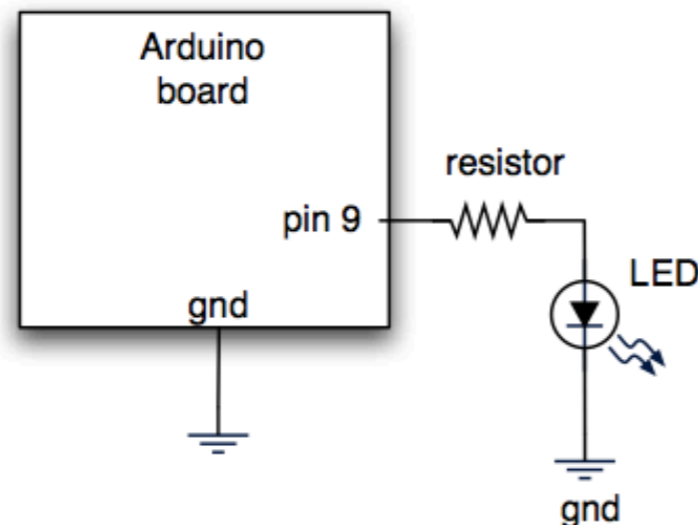 Arduino
board
resistor
pin 9
LED
gnd
gnd